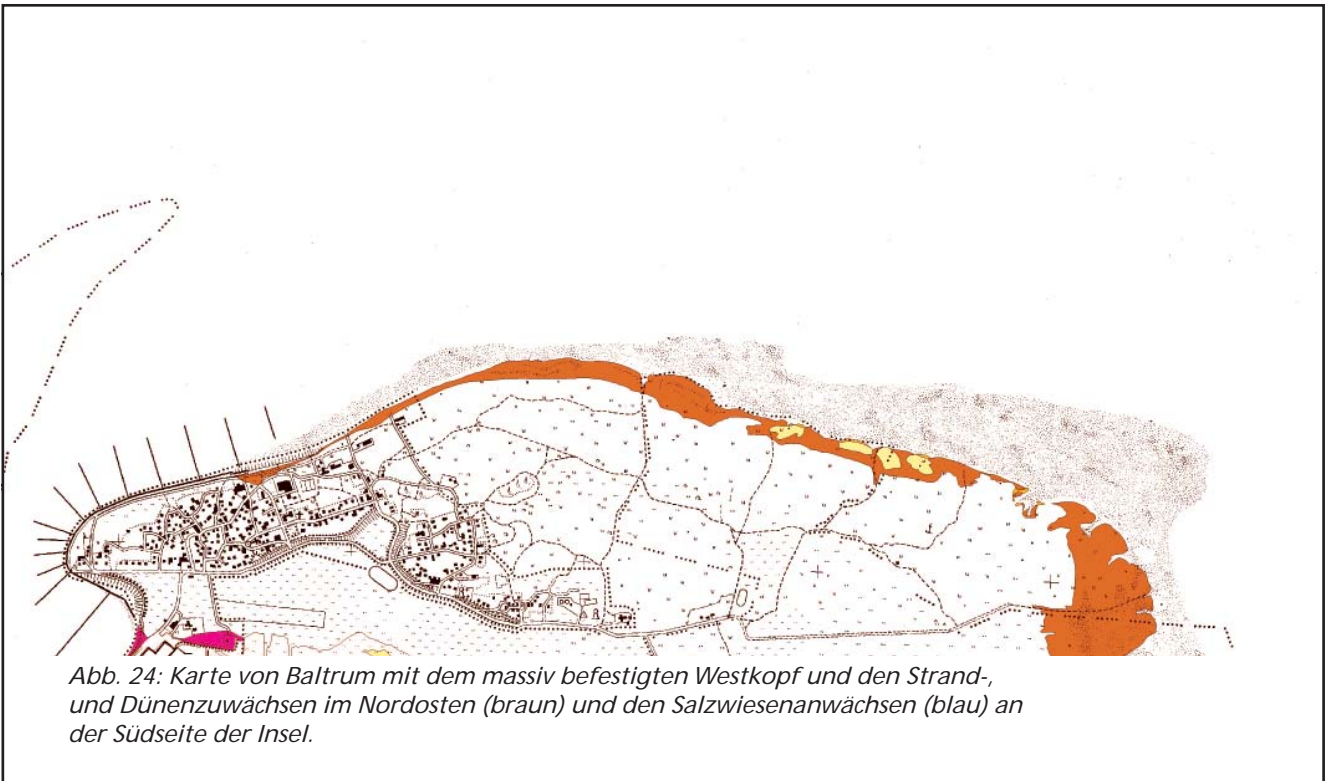 Abb. 24: Karte von Baltrum mit dem massiv befestigten Westkopf und den Strand-,
und Dünenzuwächsen im Nordosten (braun) und den Salzwiesenanwächsen (blau) an
der Südseite der Insel.